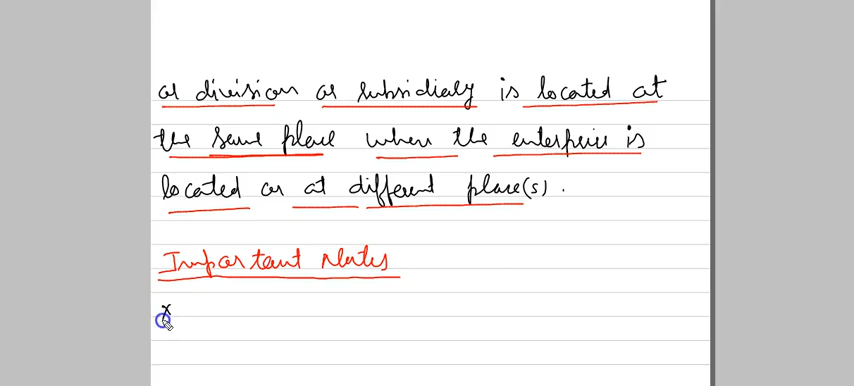 or division or subsidiary is located at
the same place where the enterprise is
located or at different place(s).
Important Notes